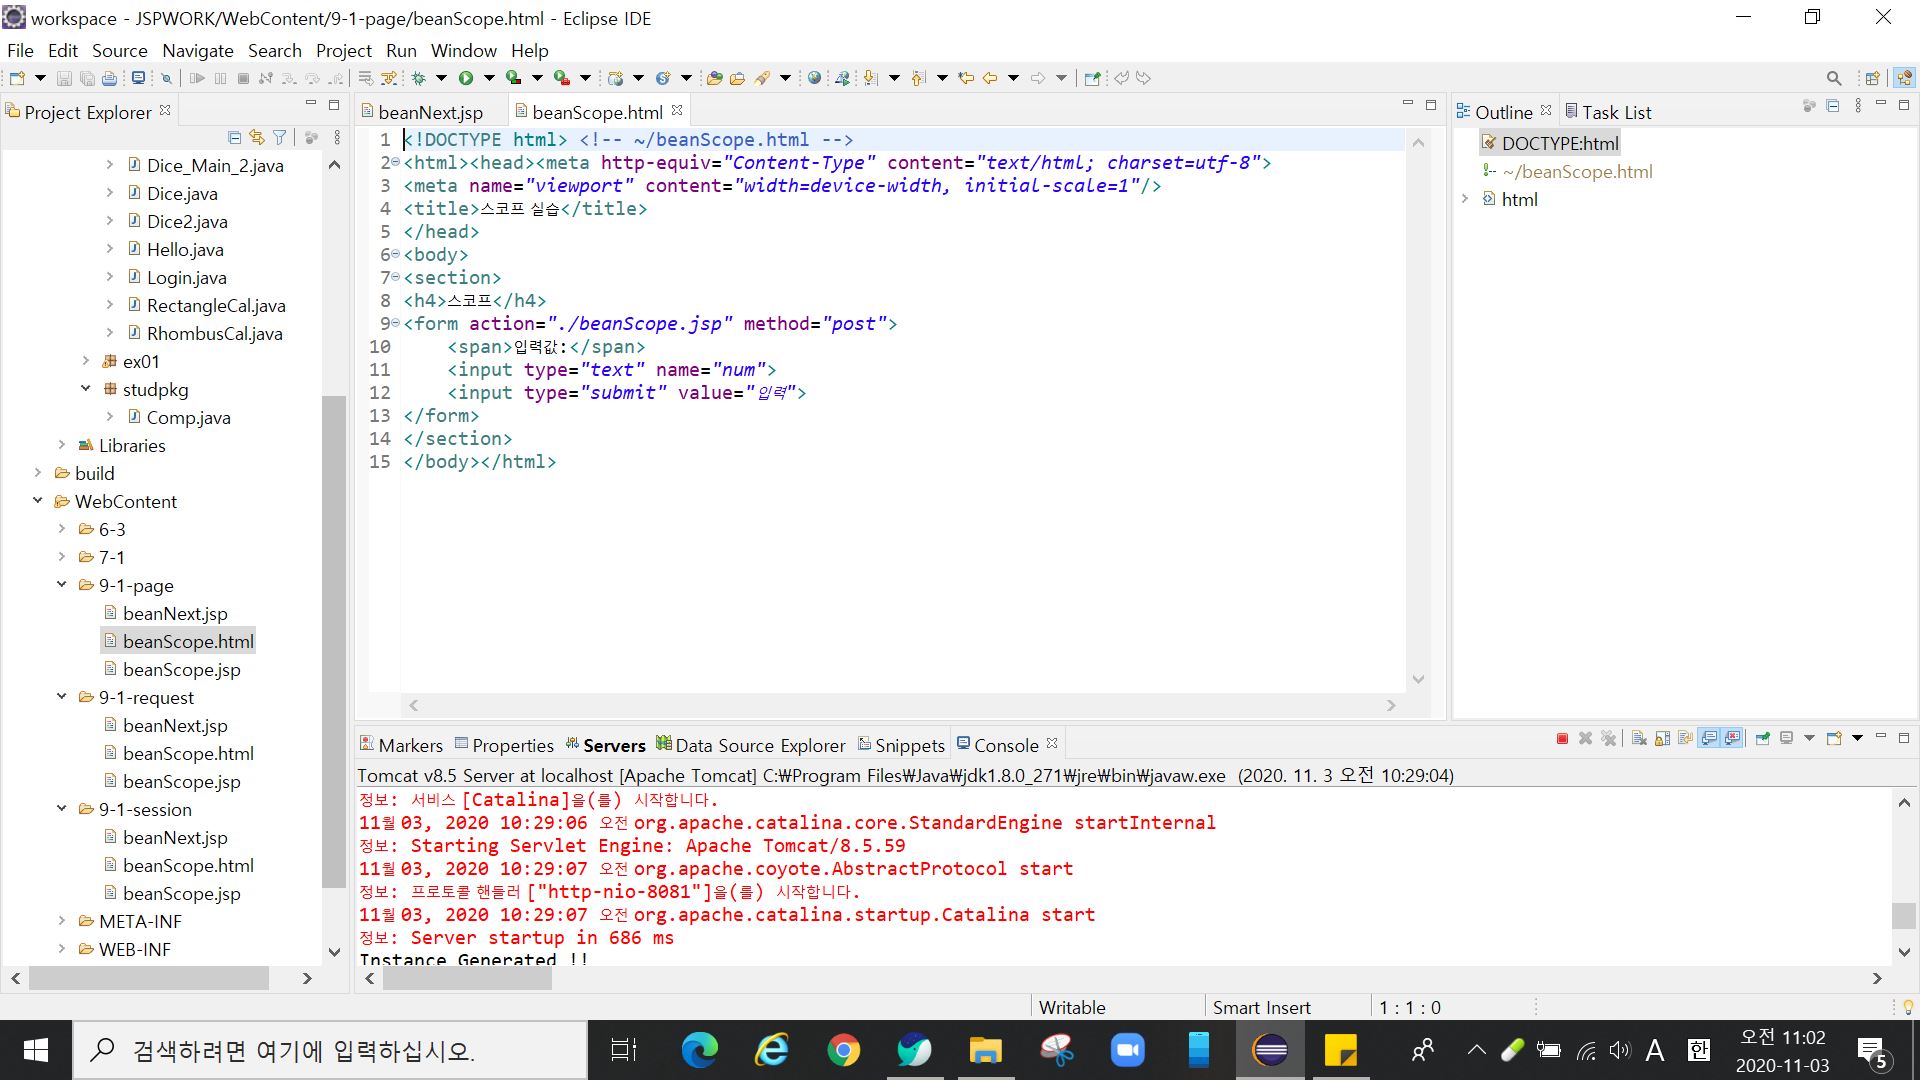 workspace - JSPWORK/WebContent/9-1-page/beanScope.html - Eclipse IDE
File Edit Source Navigate Search Project Run Window Help
Project Explorer
Dice_Main_2.java
Dice.java
Dice2.java
Hello.java
Login.java
RectangleCal.java
RhombusCal.java
ex01
studpkg
Comp.java
Libraries
build
WebContent
6-3
7-1
9-1-page
beanNext.jsp
beanScope.html
beanScope.jsp
9-1-request
beanNext.jsp
beanScope.html
beanScope.jsp
9-1-session
beanNext.jsp
beanScope.html
beanScope.jsp
META-INF
WEB-INF
beanNext.jsp beanScope.html
1 <!DOCTYPE html> <!-- ~/beanScope.html -->
2 <html><head><meta http-equiv="Content-Type" content="text/html; charset=utf-8">
3 <meta name="viewport" content="width=device-width, initial-scale=1"/>
4 <title>스코프 실습</title>
5 </head>
6 <body>
7 <section>
8 <h4>스코프</h4>
9 <form action="./beanScope.jsp" method="post">
10 <span>입력값:</span>
11 <input type="text" name="num">
12 <input type="submit" value="입력">
13 </form>
14 </section>
15 </body></html>
Outline Task List
DOCTYPE:html
~/beanScope.html
html
Markers Properties Servers Data Source Explorer Snippets Console
Tomcat v8.5 Server at localhost [Apache Tomcat] C:₩Program Files₩Java₩jdk1.8.0_271₩jre₩bin₩javaw.exe (2020. 11. 3 오전 10:29:04)
정보: 서비스 [Catalina]을(를) 시작합니다.
11월 03, 2020 10:29:06 오전 org.apache.catalina.core.StandardEngine startInternal
정보: Starting Servlet Engine: Apache Tomcat/8.5.59
11월 03, 2020 10:29:07 오전 org.apache.coyote.AbstractProtocol start
정보: 프로토콜 핸들러 ["http-nio-8081"]을(를) 시작합니다.
11월 03, 2020 10:29:07 오전 org.apache.catalina.startup.Catalina start
정보: Server startup in 686 ms
Instance Generated !!
Writable Smart Insert 1 : 1 : 0
검색하려면 여기에 입력하십시오.
A 한
오전 11:02
2020-11-03
5